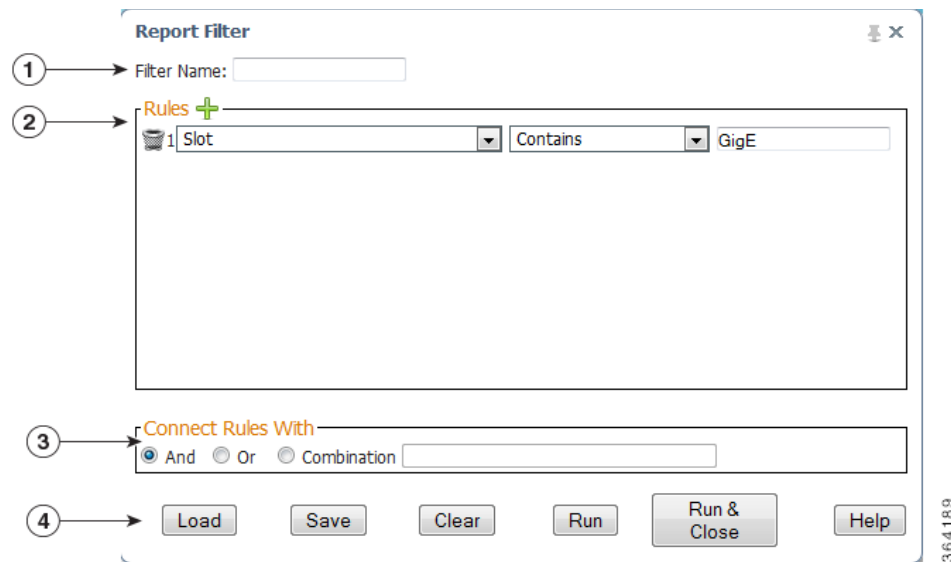 Report Filter
1
Filter Name:
2
Rules
1 Slot Contains GigE
3
Connect Rules With
And Or Combination
4
Load Save Clear Run Run & Close Help
364189